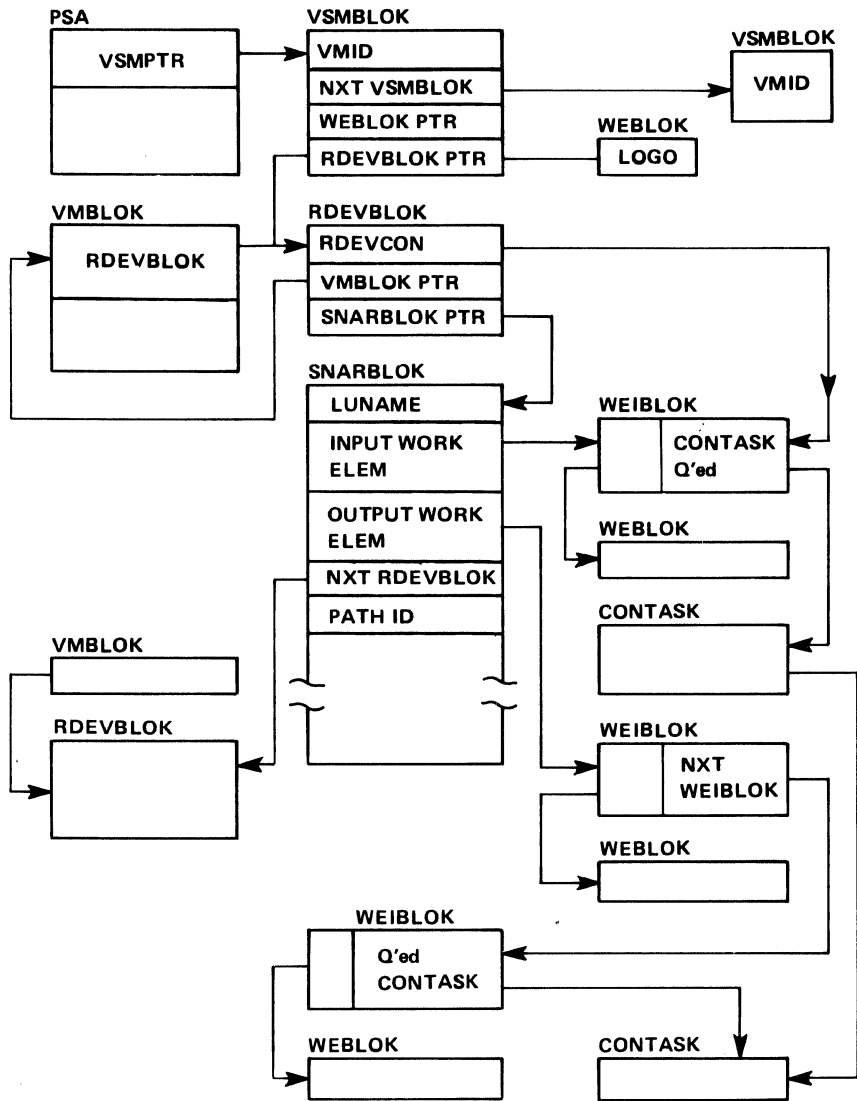 PSA
VSMPTR
VSMBLOK
VMID
NXT VSMBLOK
WEBLOK PTR
RDEVBLOK PTR
VSMBLOK
VMID
WEBLOK
LOGO
VMBLOK
RDEVBLOK
RDEVBLOK
RDEVCON
VMBLOK PTR
SNARBLOK PTR
SNARBLOK
LUNAME
INPUT WORK
ELEM
OUTPUT WORK
ELEM
NXT RDEVBLOK
PATH ID
WEIBLOK
CONTASK
Q'ed
WEBLOK
CONTASK
VMBLOK
RDEVBLOK
WEIBLOK
NXT
WEIBLOK
WEBLOK
WEIBLOK
Q'ed
CONTASK
WEBLOK
CONTASK